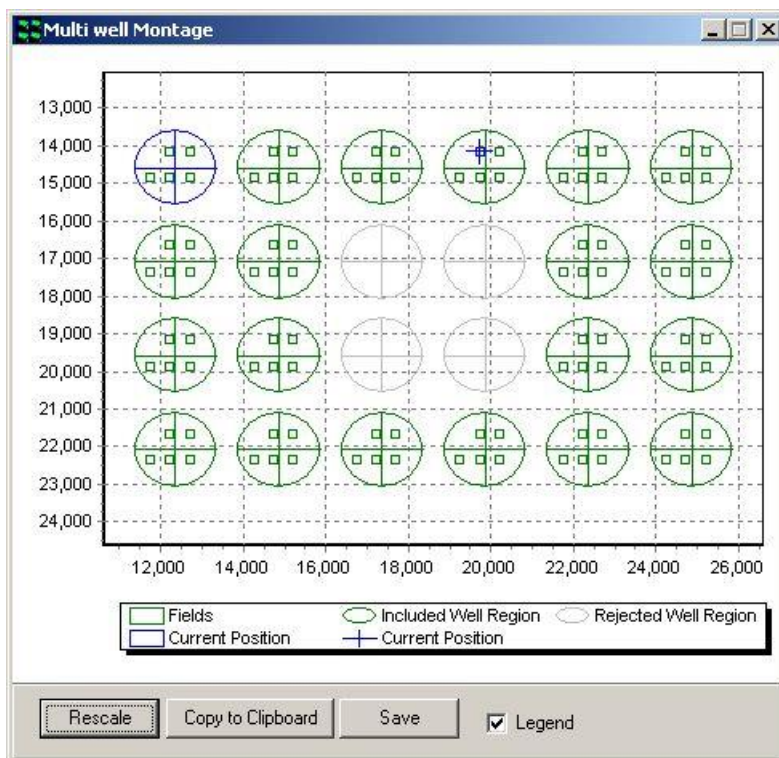 Multi well Montage
13,000
14,000
15,000
16,000
17,000
18,000
19,000
20,000
21,000
22,000
23,000
24,000
12,000 14,000 16,000 18,000 20,000 22,000 24,000 26,000
Fields Included Well Region Rejected Well Region
Current Position Current Position
Rescale Copy to Clipboard Save Legend